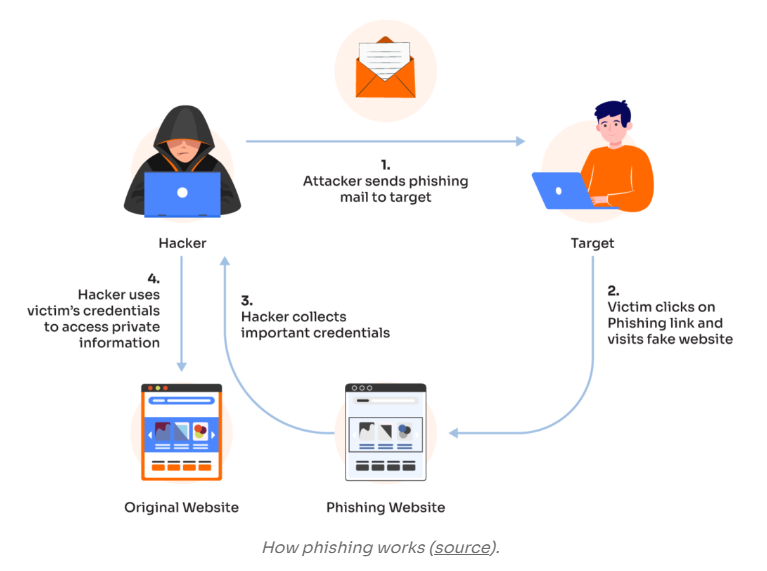 1.
Attacker sends phishing
mail to target
Hacker
Target
4.
Hacker uses
victim's credentials
to access private
information
3.
Hacker collects
important credentials
2.
Victim clicks on
Phishing link and
visits fake website
Original Website
Phishing Website
How phishing works (source).